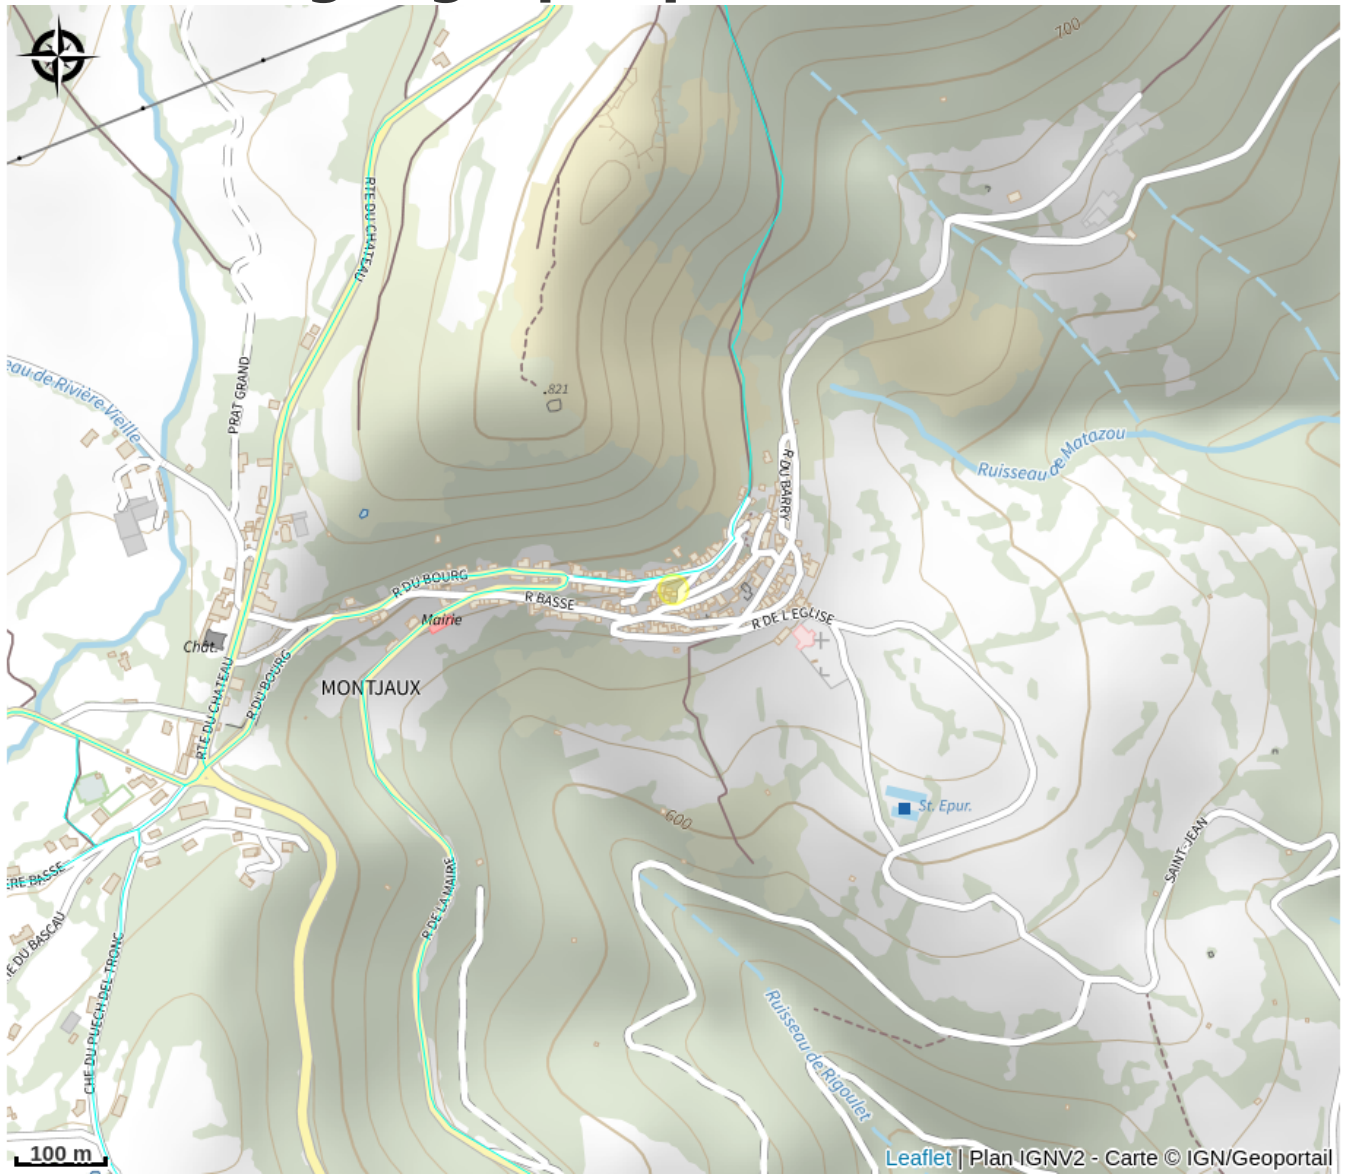 700
RTE DU CHATEAU
PRAT GRAND
eau de Rivière Vieille
.821
R DU BARRY
Ruisseau de Matazou
R DU BOURG
R BASSE
Mairie
R DE L'EGLISE
Chât.
MONTJAUX
R DU BOURG
RTE DU CHATEAU
St. Epur.
600
SAINT-JEAN
ERE BASSE
R DE LA MAIRIE
E DU BASCAU
CHE DU PUECH DEL TRONC
Ruisseau de Rigoulet
100 m
Leaflet | Plan IGNV2 - Carte © IGN/Geoportail